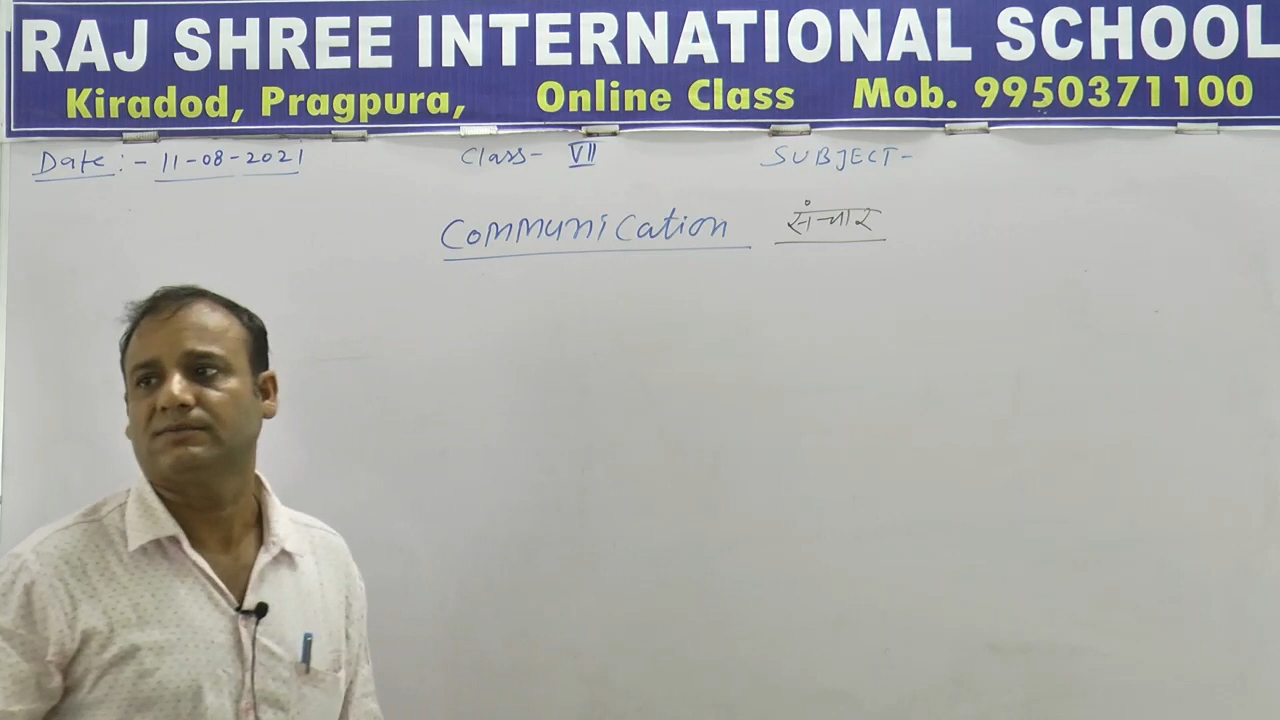 RAJ SHREE INTERNATIONAL SCHOOL
Kiradod, Pragpura, Online Class Mob. 9950371100
Date:- 11-08-2021 Class- VII SUBJECT-
Communication संचार